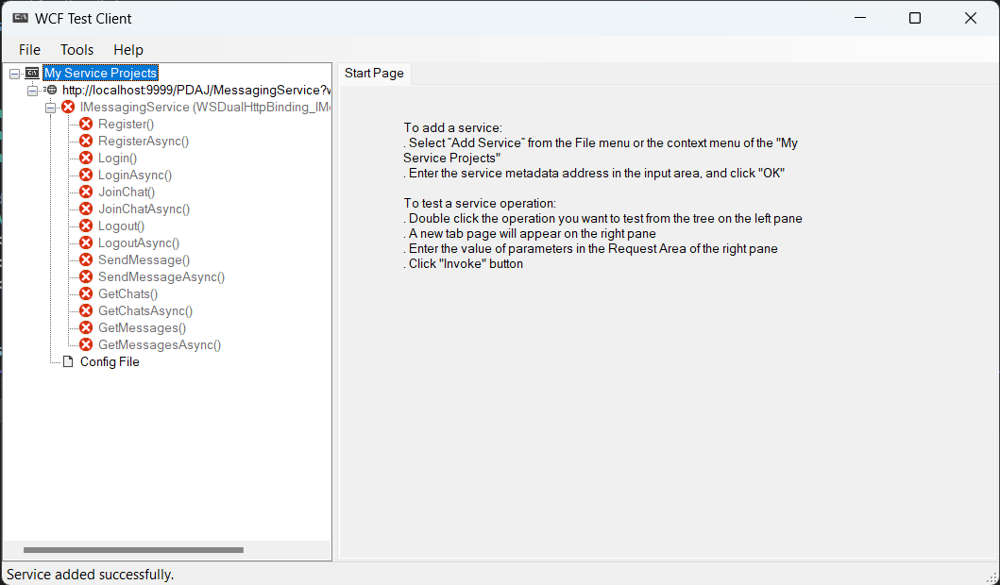 WCF Test Client
File Tools Help
My Service Projects
http://localhost:9999/PDAJ/MessagingService?v
IMessagingService (WSDualHttpBinding_IMe
Register()
RegisterAsync()
Login()
LoginAsync()
JoinChat()
JoinChatAsync()
Logout()
LogoutAsync()
SendMessage()
SendMessageAsync()
GetChats()
GetChatsAsync()
GetMessages()
GetMessagesAsync()
Config File
Start Page
To add a service:
. Select "Add Service" from the File menu or the context menu of the "My
Service Projects"
. Enter the service metadata address in the input area, and click "OK"
To test a service operation:
. Double click the operation you want to test from the tree on the left pane
. A new tab page will appear on the right pane
. Enter the value of parameters in the Request Area of the right pane
. Click "Invoke" button
Service added successfully.